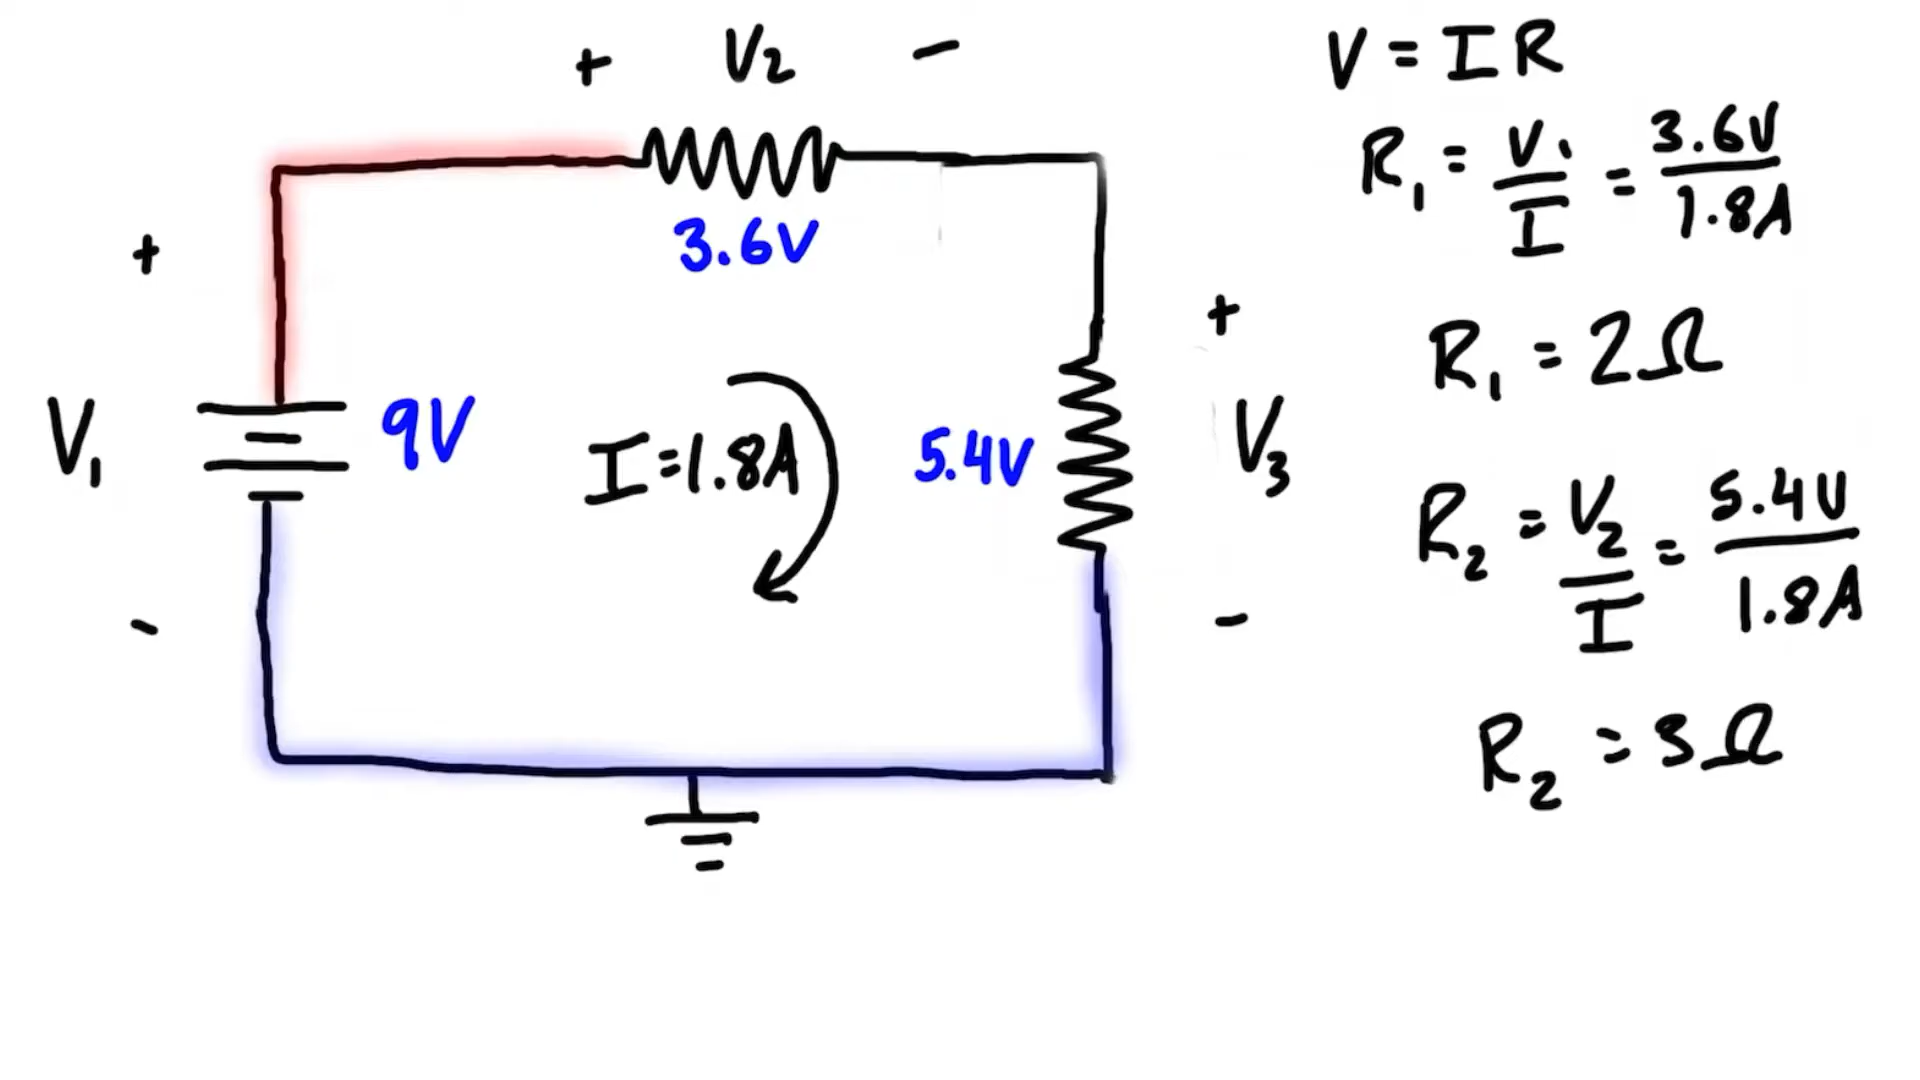 + V₂ -
3.6V
+
V₁
-
9V
I=1.8A
5.4V
+
V₃
-
V = IR
R₁ = V₁/I = 3.6V/1.8A
R₁ = 2Ω
R₂ = V₂/I = 5.4V/1.8A
R₂ = 3Ω